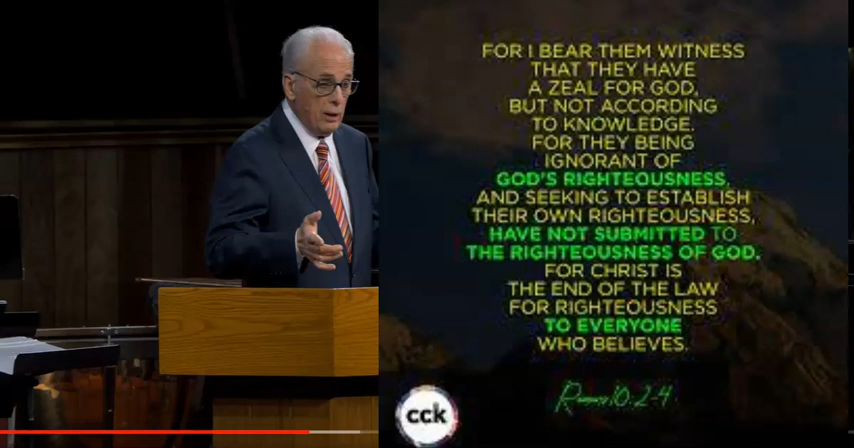 FOR I BEAR THEM WITNESS
THAT THEY HAVE
A ZEAL FOR GOD,
BUT NOT ACCORDING
TO KNOWLEDGE.
FOR THEY BEING
IGNORANT OF
GOD'S RIGHTEOUSNESS,
AND SEEKING TO ESTABLISH
THEIR OWN RIGHTEOUSNESS,
HAVE NOT SUBMITTED TO
THE RIGHTEOUSNESS OF GOD.
FOR CHRIST IS
THE END OF THE LAW
FOR RIGHTEOUSNESS
TO EVERYONE
WHO BELIEVES.
Romans 10:2-4
cck